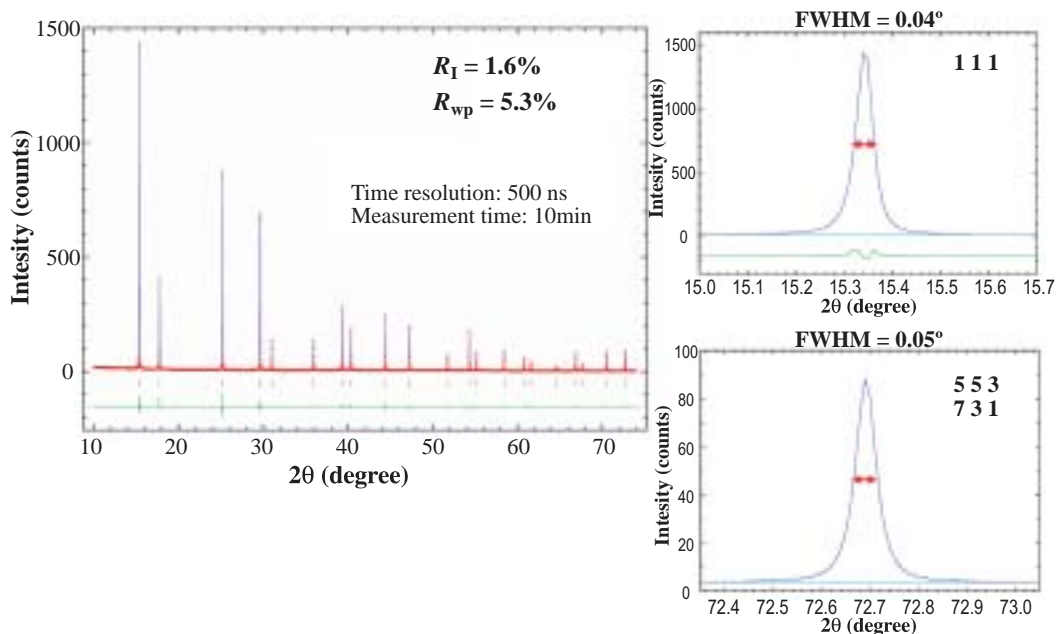 1500
1000
500
0
Intesity (counts)
R_I = 1.6%
R_wp = 5.3%
Time resolution: 500 ns
Measurement time: 10min
10 20 30 40 50 60 70
2θ (degree)
FWHM = 0.04º
1 1 1
1500
1000
500
0
Intesity (counts)
15.0 15.1 15.2 15.3 15.4 15.5 15.6 15.7
2θ (degree)
FWHM = 0.05º
5 5 3
7 3 1
100
80
60
40
20
0
Intesity (counts)
72.4 72.5 72.6 72.7 72.8 72.9 73.0
2θ (degree)